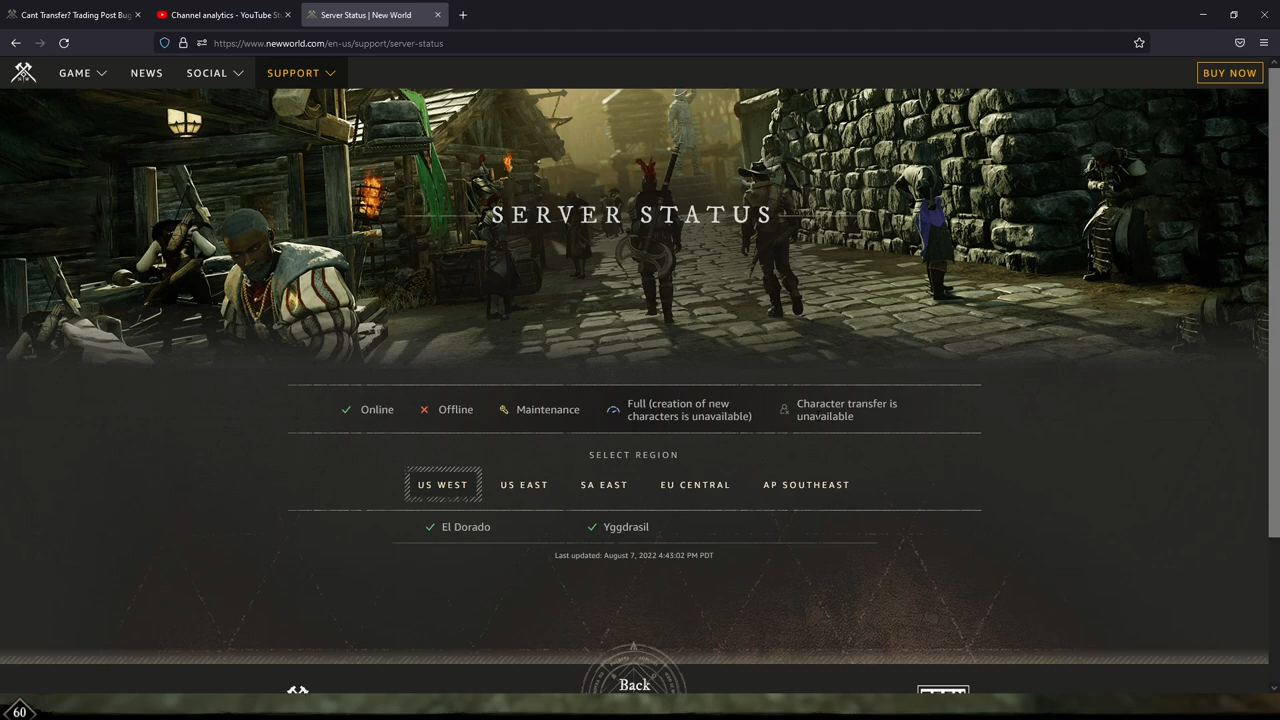 Cant Transfer? Trading Post Bug
Channel analytics - YouTube St
Server Status | New World
https://www.newworld.com/en-us/support/server-status
GAME
NEWS
SOCIAL
SUPPORT
BUY NOW
SERVER STATUS
Online
Offline
Maintenance
Full (creation of new
characters is unavailable)
Character transfer is
unavailable
SELECT REGION
US WEST
US EAST
SA EAST
EU CENTRAL
AP SOUTHEAST
El Dorado
Yggdrasil
Last updated: August 7, 2022 4:43:02 PM PDT
Back
60